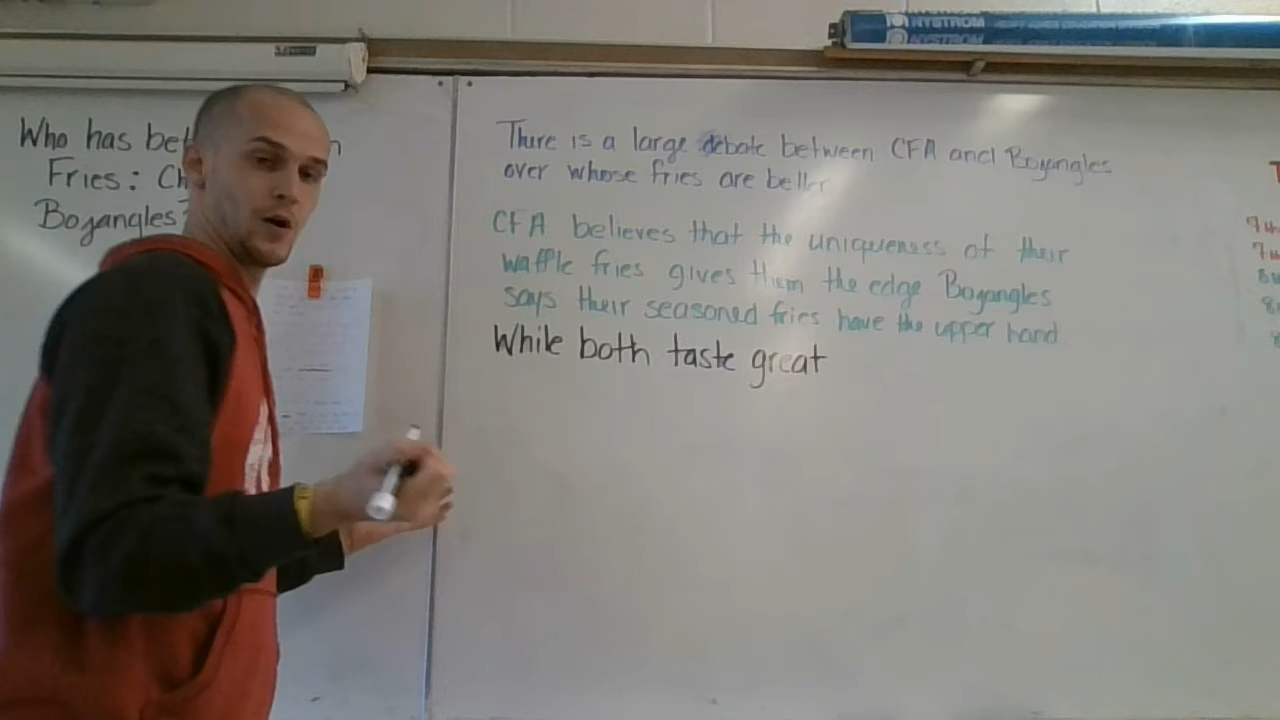 NYSTROM
NYSTROM
Who has bet
Fries: Ch
Bojangles?
There is a large debate between CFA and Bojangles
over whose fries are better
CFA believes that the uniqueness of their
waffle fries gives them the edge Bojangles
says their seasoned fries have the upper hand
While both taste great